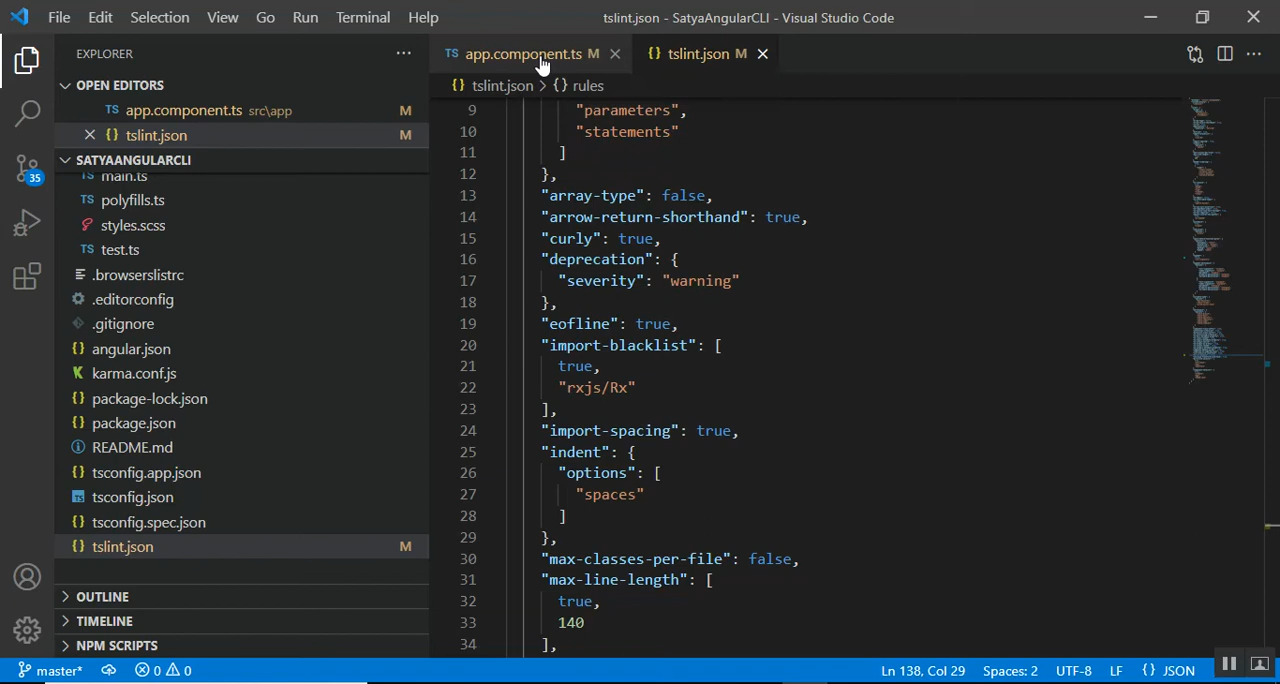 File Edit Selection View Go Run Terminal Help tslint.json - SatyaAngularCLI - Visual Studio Code
EXPLORER
OPEN EDITORS
TS app.component.ts src\app M
{} tslint.json M
SATYAANGULARCLI
TS main.ts
TS polyfills.ts
styles.scss
TS test.ts
.browserslistrc
.editorconfig
.gitignore
{} angular.json
K karma.conf.js
{} package-lock.json
{} package.json
README.md
{} tsconfig.app.json
TS tsconfig.json
{} tsconfig.spec.json
{} tslint.json M
OUTLINE
TIMELINE
NPM SCRIPTS
35
TS app.component.ts M {} tslint.json M
{} tslint.json > {} rules
9 "parameters",
10 "statements"
11 ]
12 },
13 "array-type": false,
14 "arrow-return-shorthand": true,
15 "curly": true,
16 "deprecation": {
17 "severity": "warning"
18 },
19 "eofline": true,
20 "import-blacklist": [
21 true,
22 "rxjs/Rx"
23 ],
24 "import-spacing": true,
25 "indent": {
26 "options": [
27 "spaces"
28 ]
29 },
30 "max-classes-per-file": false,
31 "max-line-length": [
32 true,
33 140
34 ],
master* 0 0 Ln 138, Col 29 Spaces: 2 UTF-8 LF {} JSON